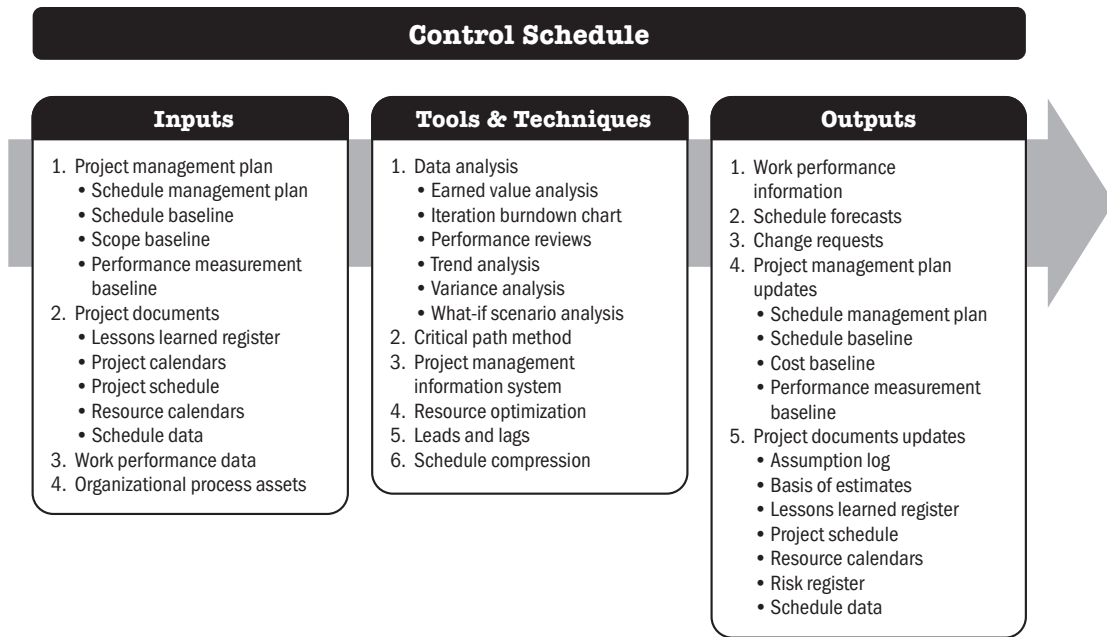 Control Schedule
Inputs
1. Project management plan
• Schedule management plan
• Schedule baseline
• Scope baseline
• Performance measurement
baseline
2. Project documents
• Lessons learned register
• Project calendars
• Project schedule
• Resource calendars
• Schedule data
3. Work performance data
4. Organizational process assets
Tools & Techniques
1. Data analysis
• Earned value analysis
• Iteration burndown chart
• Performance reviews
• Trend analysis
• Variance analysis
• What-if scenario analysis
2. Critical path method
3. Project management
information system
4. Resource optimization
5. Leads and lags
6. Schedule compression
Outputs
1. Work performance
information
2. Schedule forecasts
3. Change requests
4. Project management plan
updates
• Schedule management plan
• Schedule baseline
• Cost baseline
• Performance measurement
baseline
5. Project documents updates
• Assumption log
• Basis of estimates
• Lessons learned register
• Project schedule
• Resource calendars
• Risk register
• Schedule data